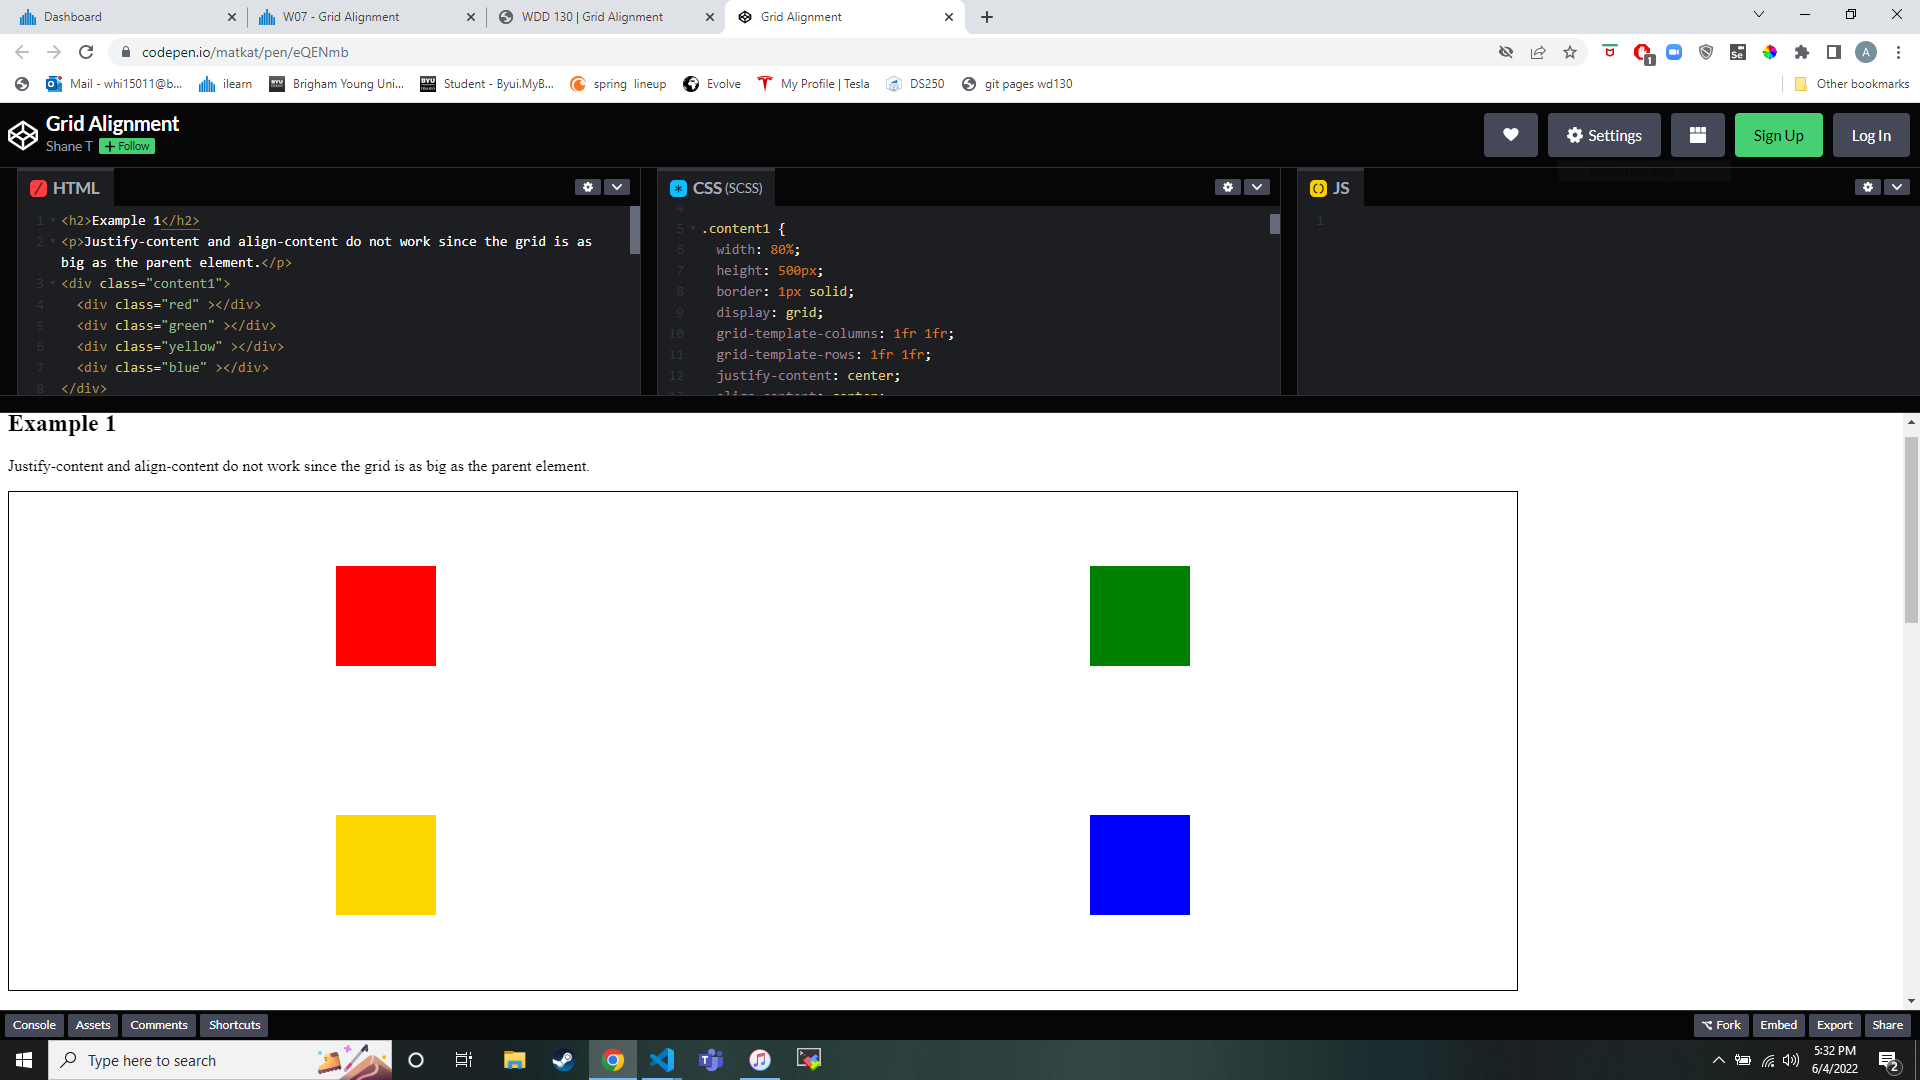 Dashboard
W07 - Grid Alignment
WDD 130 | Grid Alignment
Grid Alignment
codepen.io/matkat/pen/eQENmb
1
Se
A
Mail - whi15011@b...
ilearn
BYU
Brigham Young Uni...
BYU
Student - Byui.MyB...
spring lineup
Evolve
My Profile | Tesla
DS250
git pages wd130
Other bookmarks
Grid Alignment
Shane T
+ Follow
Settings
Sign Up
Log In
HTML
1 <h2>Example 1</h2>
2 <p>Justify-content and align-content do not work since the grid is as
big as the parent element.</p>
3 <div class="content1">
4 <div class="red" ></div>
5 <div class="green" ></div>
6 <div class="yellow" ></div>
7 <div class="blue" ></div>
8 </div>
CSS (SCSS)
4
5 .content1 {
6 width: 80%;
7 height: 500px;
8 border: 1px solid;
9 display: grid;
10 grid-template-columns: 1fr 1fr;
11 grid-template-rows: 1fr 1fr;
12 justify-content: center;
JS
1
Example 1
Justify-content and align-content do not work since the grid is as big as the parent element.
Console
Assets
Comments
Shortcuts
Fork
Embed
Export
Share
Type here to search
5:32 PM
6/4/2022
2